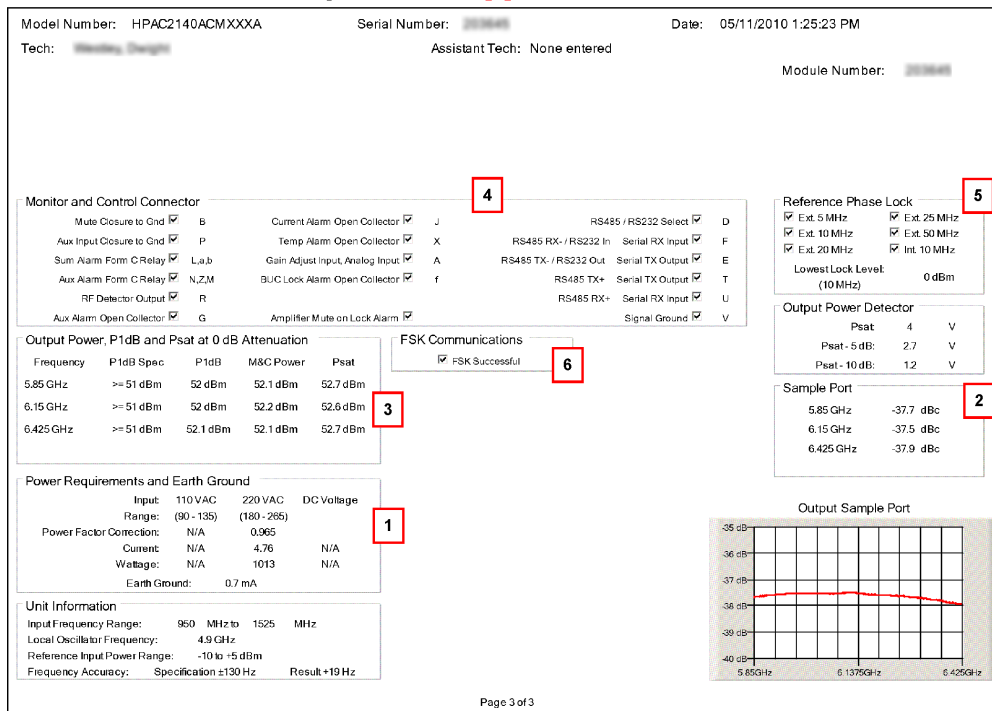 Model Number: HPAC2140ACMXXXA Serial Number: Date: 05/11/2010 1:25:23 PM
Tech: Assistant Tech: None entered
Module Number:
Monitor and Control Connector
4
Mute Closure to Gnd B Current Alarm Open Collector J RS485 / RS232 Select D
Aux Input Closure to Gnd P Temp Alarm Open Collector X RS485 RX- / RS232 In Serial RX Input F
Sum Alarm Form C Relay L,a,b Gain Adjust Input, Analog Input A RS485 TX- / RS232 Out Serial TX Output E
Aux Alarm Form C Relay N,Z,M BUC Lock Alarm Open Collector f RS485 TX+ Serial TX Output T
RF Detector Output R RS485 RX+ Serial RX Input U
Aux Alarm Open Collector G Amplifier Mute on Lock Alarm Signal Ground V
Reference Phase Lock
5
Ext. 5 MHz Ext. 25 MHz
Ext. 10 MHz Ext. 50 MHz
Ext. 20 MHz Int. 10 MHz
Lowest Lock Level: 0 dBm
(10 MHz)
Output Power Detector
Psat: 4 V
Psat - 5 dB: 2.7 V
Psat - 10 dB: 1.2 V
Output Power, P1dB and Psat at 0 dB Attenuation
Frequency P1dB Spec P1dB M&C Power Psat
5.85 GHz >= 51 dBm 52 dBm 52.1 dBm 52.7 dBm
6.15 GHz >= 51 dBm 52 dBm 52.2 dBm 52.6 dBm
6.425 GHz >= 51 dBm 52.1 dBm 52.1 dBm 52.7 dBm
3
FSK Communications
FSK Successful
6
Sample Port
2
5.85 GHz -37.7 dBc
6.15 GHz -37.5 dBc
6.425 GHz -37.9 dBc
Power Requirements and Earth Ground
Input: 110 VAC 220 VAC DC Voltage
Range: (90 - 135) (180 - 265)
Power Factor Correction: N/A 0.965
Current: N/A 4.76 N/A
Wattage: N/A 1013 N/A
Earth Ground: 0.7 mA
1
Unit Information
Input Frequency Range: 950 MHz to 1525 MHz
Local Oscillator Frequency: 4.9 GHz
Reference Input Power Range: -10 to +5 dBm
Frequency Accuracy: Specification ±130 Hz Result +19 Hz
Output Sample Port
-35 dB
-36 dB
-37 dB
-38 dB
-39 dB
-40 dB
5.85GHz 6.1375GHz 6.425GHz
Page 3 of 3